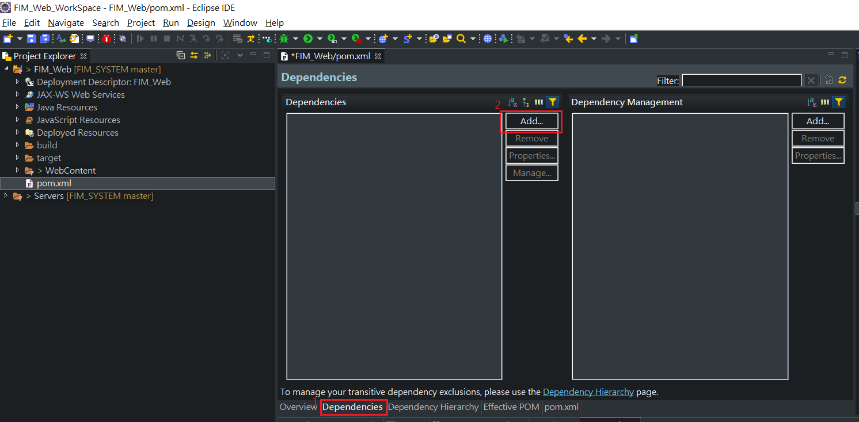 FIM_Web_WorkSpace - FIM_Web/pom.xml - Eclipse IDE
File Edit Navigate Search Project Run Design Window Help
Project Explorer
> FIM_Web [FIM_SYSTEM master]
Deployment Descriptor: FIM_Web
JAX-WS Web Services
Java Resources
JavaScript Resources
Deployed Resources
build
target
> WebContent
pom.xml
> Servers [FIM_SYSTEM master]
*FIM_Web/pom.xml
Dependencies
Filter:
Dependencies
2
Add...
Remove
Properties...
Manage...
Dependency Management
Add...
Remove
Properties...
To manage your transitive dependency exclusions, please use the Dependency Hierarchy page.
Overview Dependencies Dependency Hierarchy Effective POM pom.xml